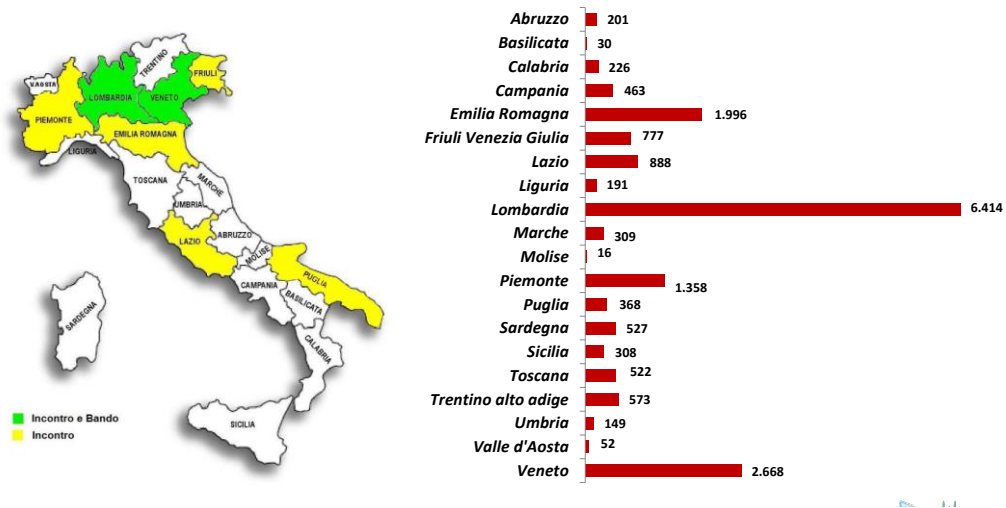 V.AOSTA
TRENTINO
FRIULI
LOMBARDIA
VENETO
PIEMONTE
EMILIA ROMAGNA
LIGURIA
TOSCANA
MARCHE
UMBRIA
LAZIO
ABRUZZO
MOLISE
PUGLIA
CAMPANIA
BASILICATA
SARDEGNA
CALABRIA
SICILIA
Incontro e Bando
Incontro
Abruzzo 201
Basilicata 30
Calabria 226
Campania 463
Emilia Romagna 1.996
Friuli Venezia Giulia 777
Lazio 888
Liguria 191
Lombardia 6.414
Marche 309
Molise 16
Piemonte 1.358
Puglia 368
Sardegna 527
Sicilia 308
Toscana 522
Trentino alto adige 573
Umbria 149
Valle d'Aosta 52
Veneto 2.668